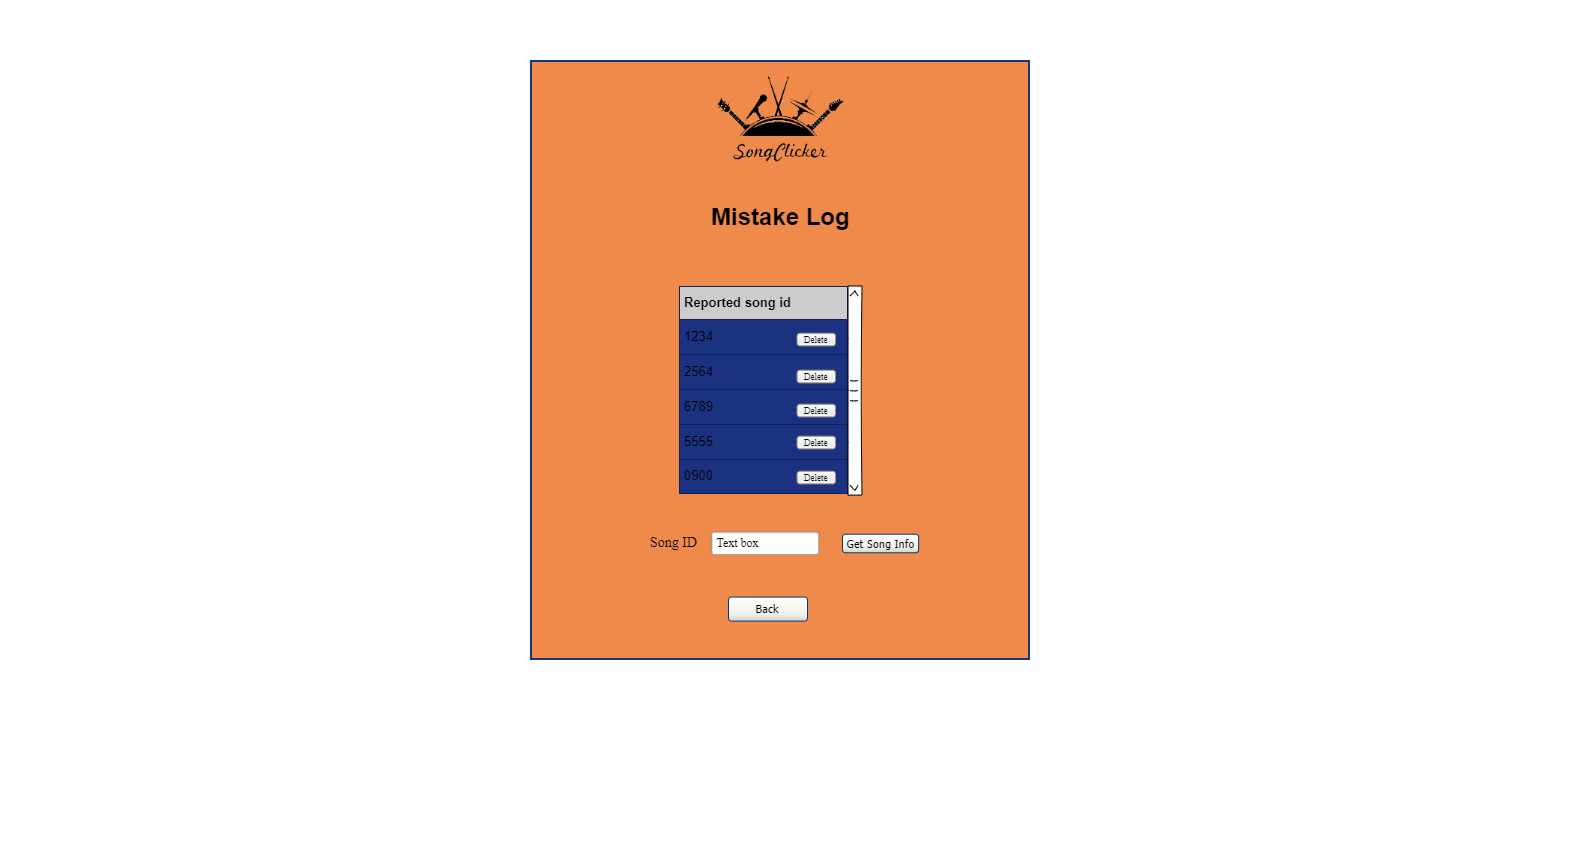 SongClicker
Mistake Log
Reported song id
1234 Delete
2564 Delete
6789 Delete
5555 Delete
0900 Delete
Song ID Text box Get Song Info
Back